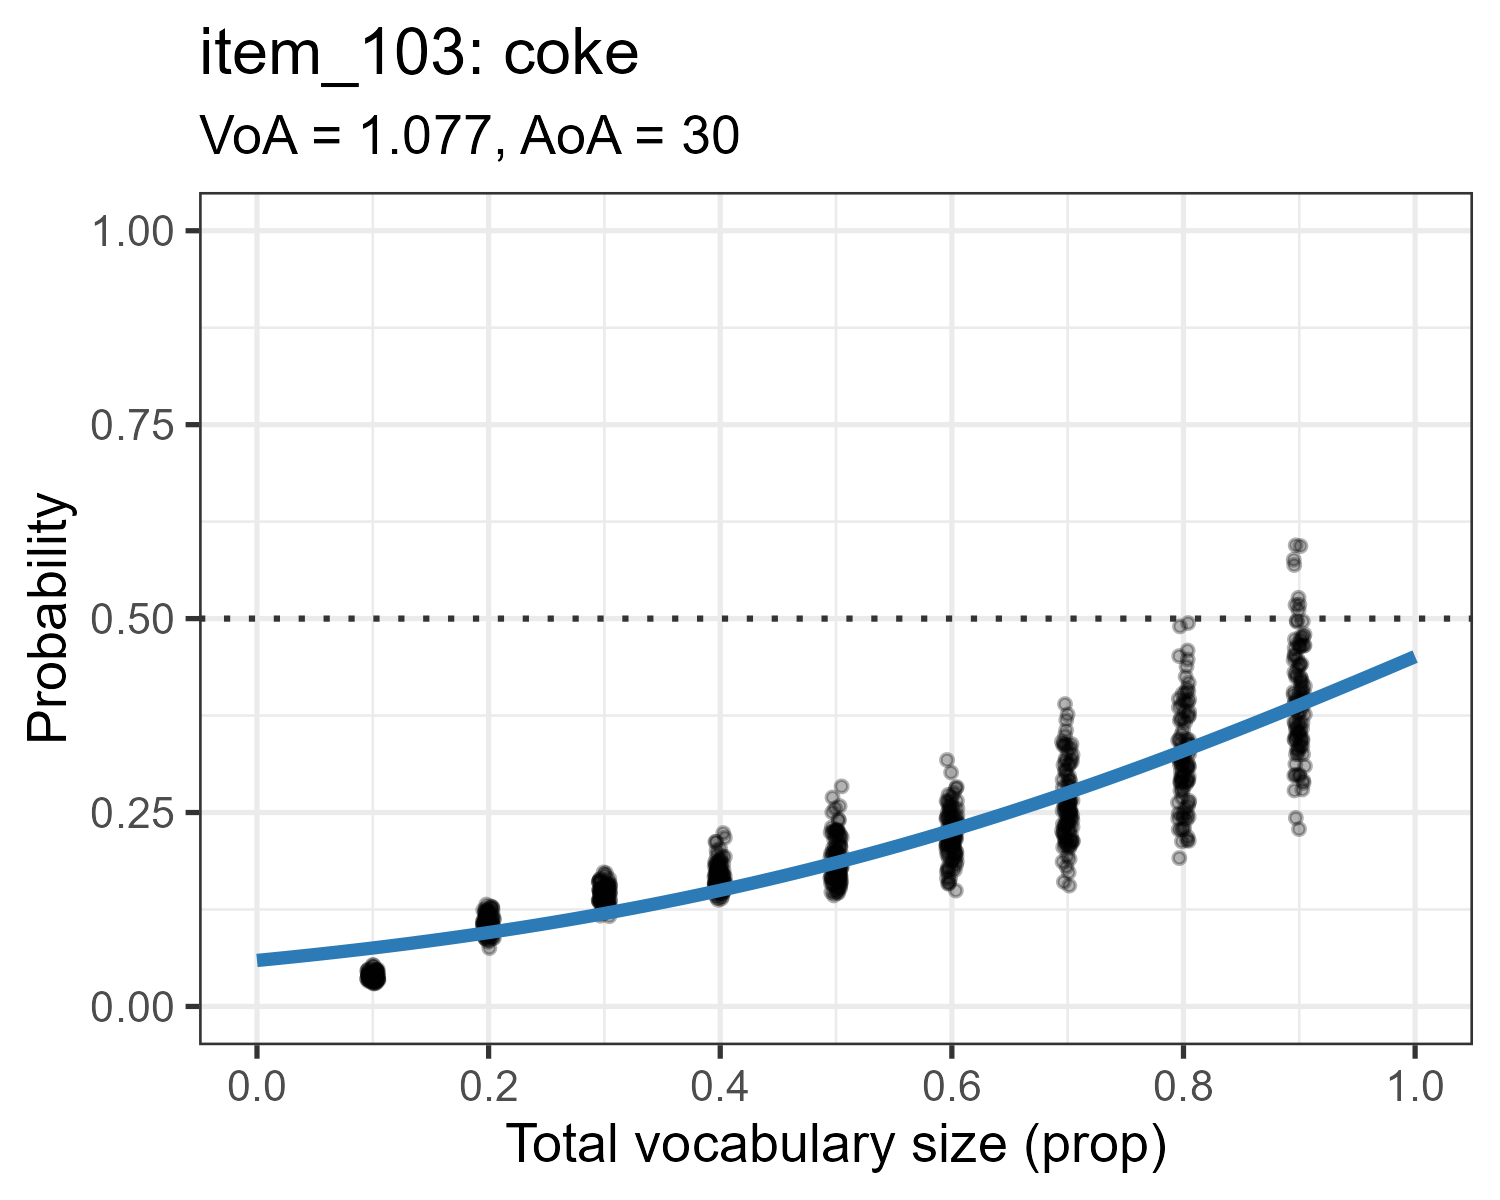 item_103: coke
VoA = 1.077, AoA = 30
1.00
0.75
0.50
0.25
0.00
Probability
0.0 0.2 0.4 0.6 0.8 1.0
Total vocabulary size (prop)